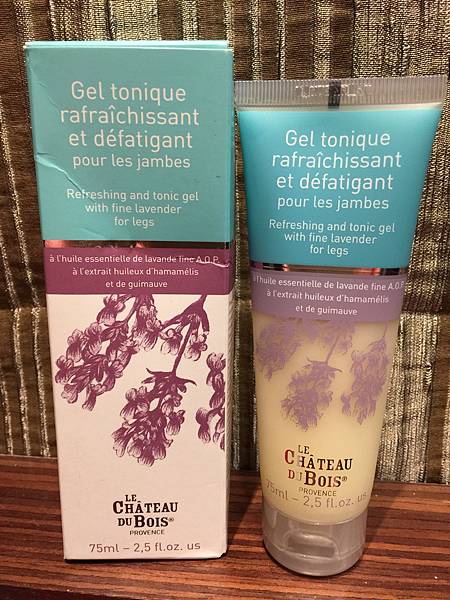 Gel tonique
rafraîchissant
et défatigant
pour les jambes
Refreshing and tonic gel
with fine lavender
for legs
à l'huile essentielle de lavande fine A.O.P.
à l'extrait huileux d'hamamélis
et de guimauve
LE
CHÂTEAU
DU BOIS®
PROVENCE
75ml – 2,5 fl.oz. us
Gel tonique
rafraîchissant
et défatigant
pour les jambes
Refreshing and tonic gel
with fine lavender
for legs
à l'huile essentielle de lavande fine A.O.P.
à l'extrait huileux d'hamamélis
et de guimauve
LE
CHÂTEAU
DU BOIS®
PROVENCE
75ml – 2,5 fl.oz. us